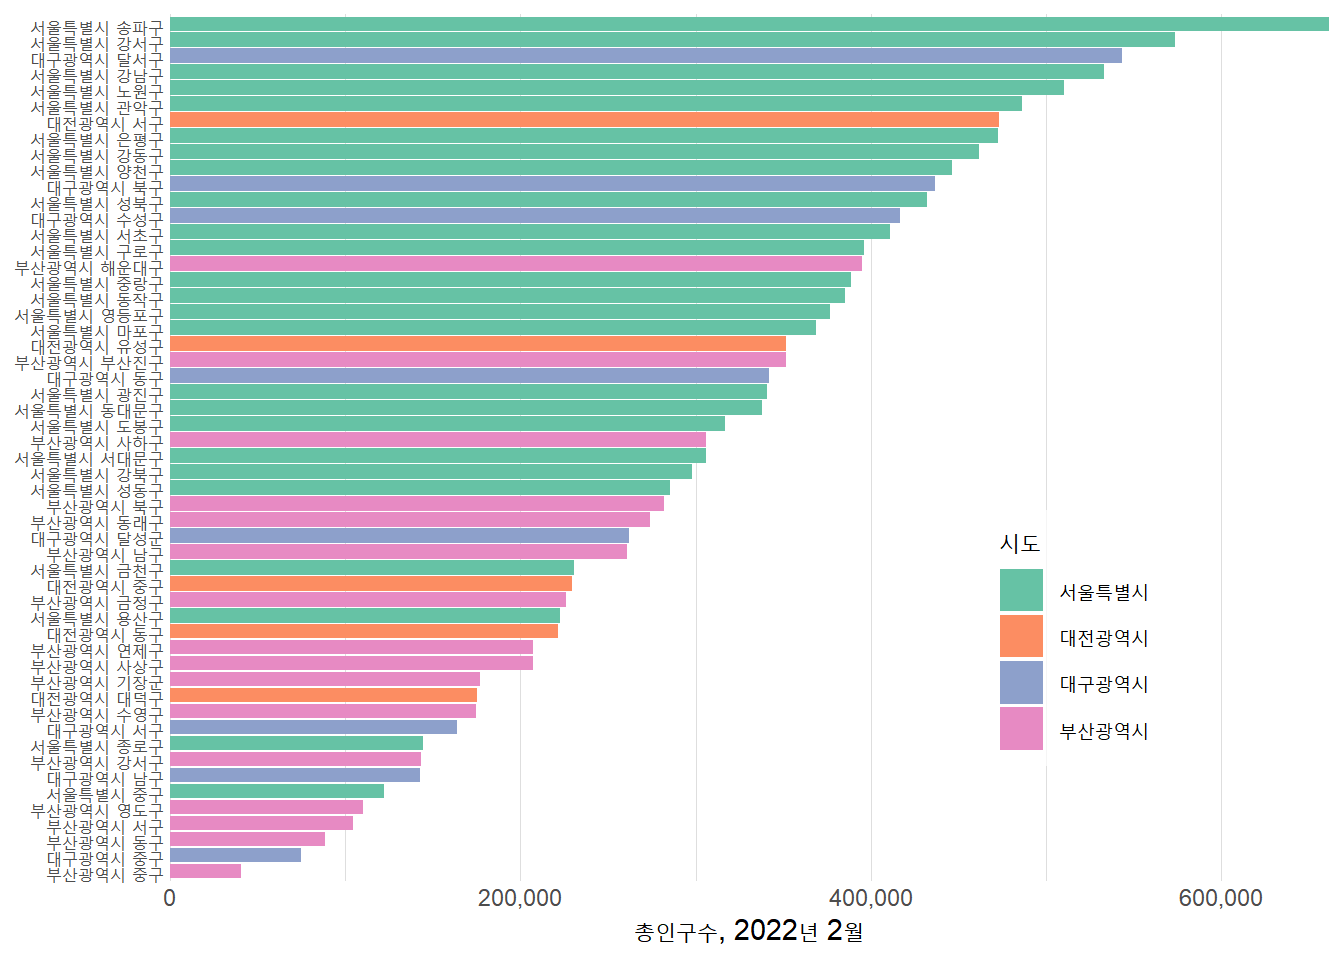 서울특별시 송파구
서울특별시 강서구
대구광역시 달서구
서울특별시 강남구
서울특별시 노원구
서울특별시 관악구
대전광역시 서구
서울특별시 은평구
서울특별시 강동구
서울특별시 양천구
대구광역시 북구
서울특별시 성북구
대구광역시 수성구
서울특별시 서초구
서울특별시 구로구
부산광역시 해운대구
서울특별시 중랑구
서울특별시 동작구
서울특별시 영등포구
서울특별시 마포구
대전광역시 유성구
부산광역시 부산진구
대구광역시 동구
서울특별시 광진구
서울특별시 동대문구
서울특별시 도봉구
부산광역시 사하구
서울특별시 서대문구
서울특별시 강북구
서울특별시 성동구
부산광역시 북구
부산광역시 동래구
대구광역시 달성군
부산광역시 남구
서울특별시 금천구
대전광역시 중구
부산광역시 금정구
서울특별시 용산구
대전광역시 동구
부산광역시 연제구
부산광역시 사상구
부산광역시 기장군
대전광역시 대덕구
부산광역시 수영구
대구광역시 서구
서울특별시 종로구
부산광역시 강서구
대구광역시 남구
서울특별시 중구
부산광역시 영도구
부산광역시 서구
부산광역시 동구
대구광역시 중구
부산광역시 중구
시도
서울특별시
대전광역시
대구광역시
부산광역시
0 200,000 400,000 600,000
총인구수, 2022년 2월